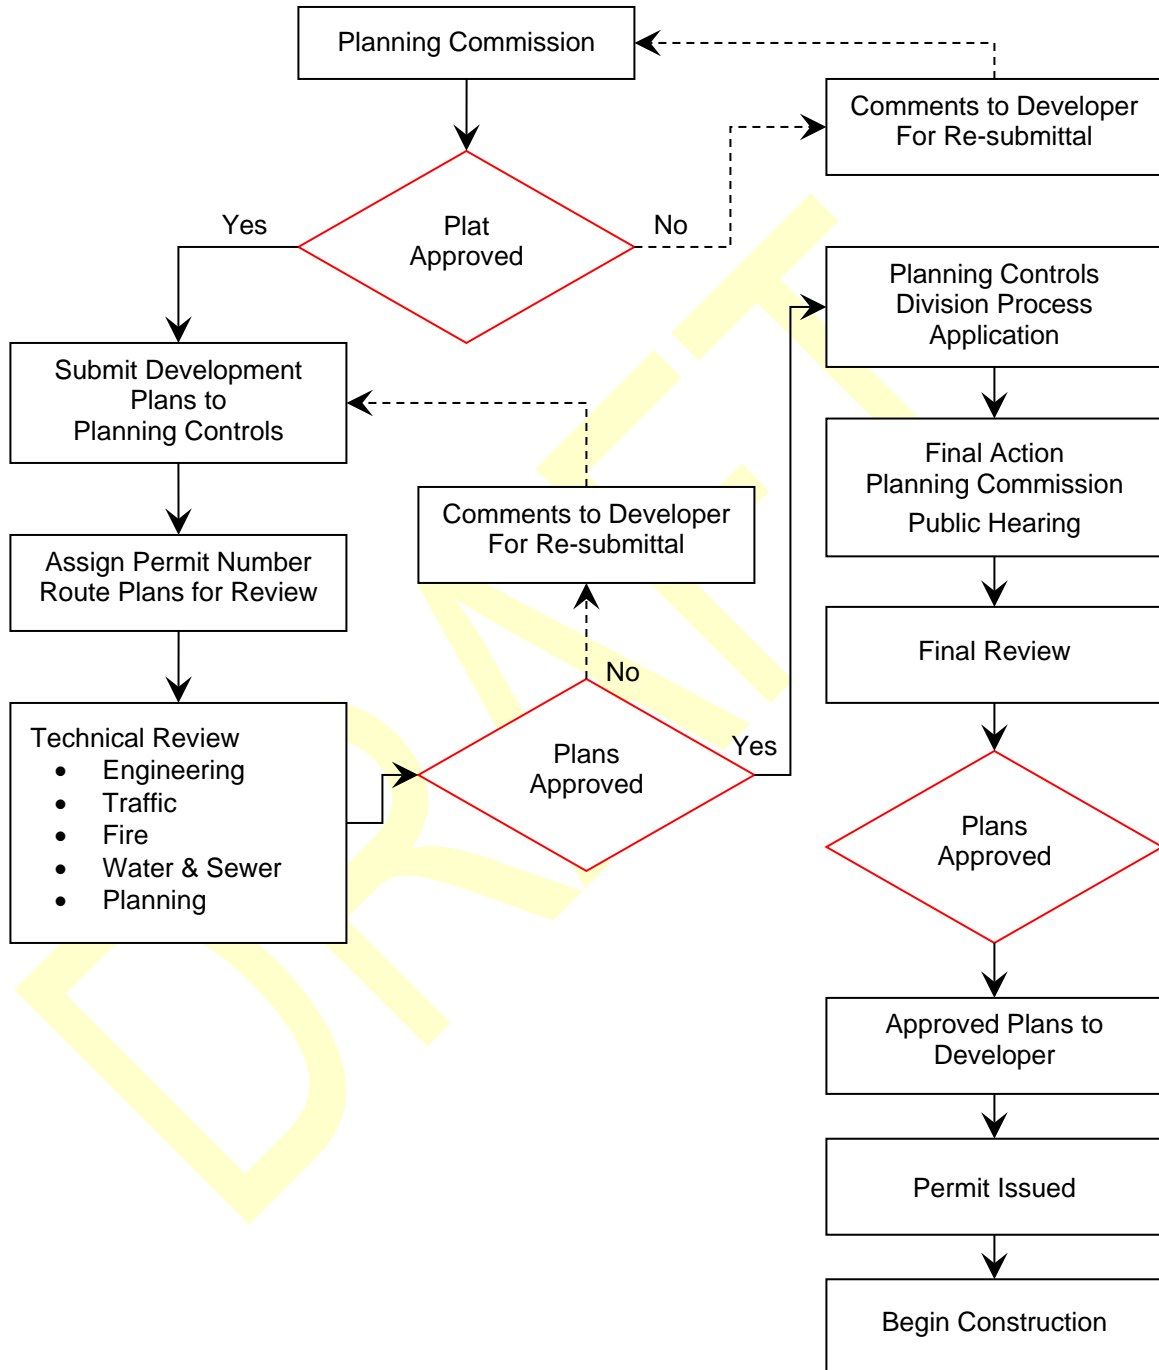 Planning Commission
Comments to Developer
For Re-submittal
Yes
Plat
Approved
No
Planning Controls
Division Process
Application
Submit Development
Plans to
Planning Controls
Final Action
Planning Commission
Public Hearing
Comments to Developer
For Re-submittal
Assign Permit Number
Route Plans for Review
Final Review
No
Technical Review
• Engineering
• Traffic
• Fire
• Water & Sewer
• Planning
Plans
Approved
Yes
Plans
Approved
Approved Plans to
Developer
Permit Issued
Begin Construction
DRAFT